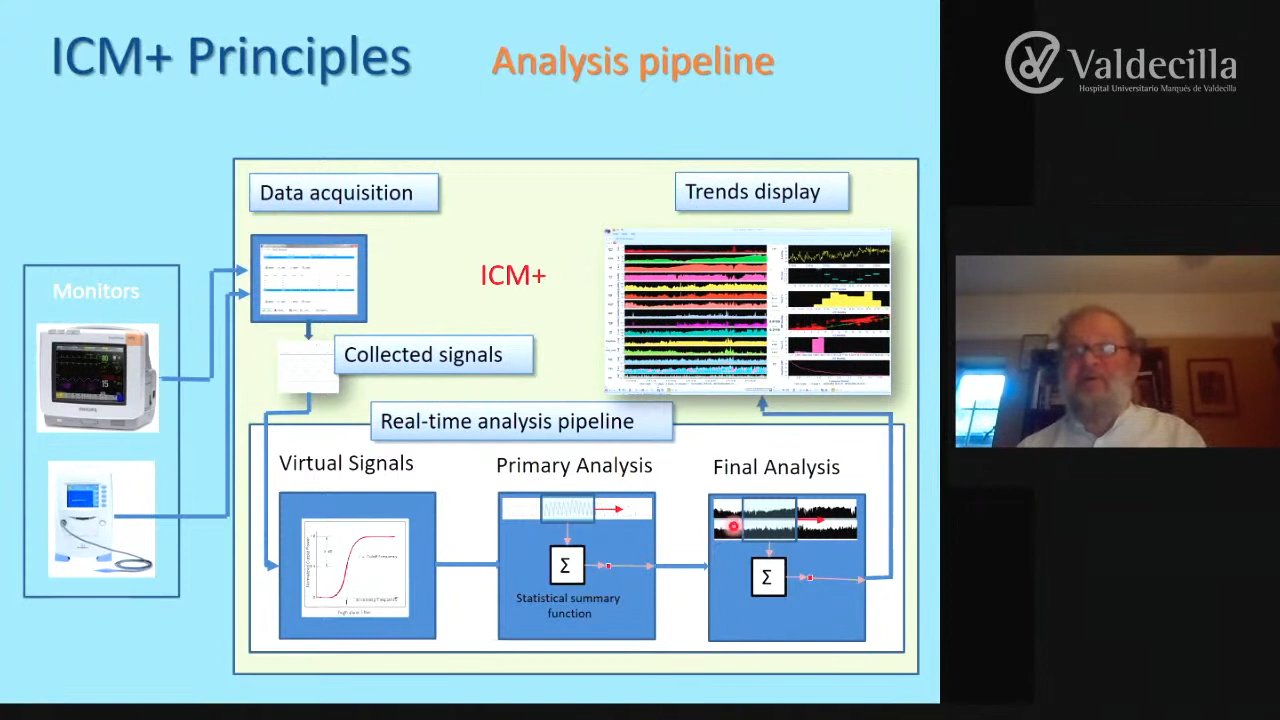 ICM+ Principles
Analysis pipeline
Valdecilla
Hospital Universitario Marqués de Valdecilla
Data acquisition
Trends display
ICM+
Monitors
Collected signals
Real-time analysis pipeline
Virtual Signals
Primary Analysis
Final Analysis
Σ
Σ
Statistical summary
function
PHILIPS